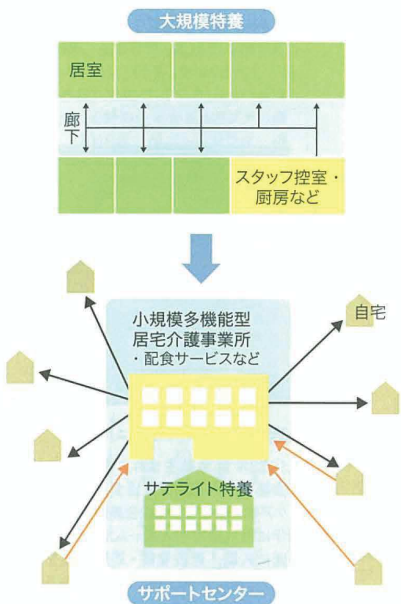 大規模特養
居室
廊下
スタッフ控室・
厨房など
小規模多機能型
居宅介護事業所
・配食サービスなど
自宅
サテライト特養
サポートセンター